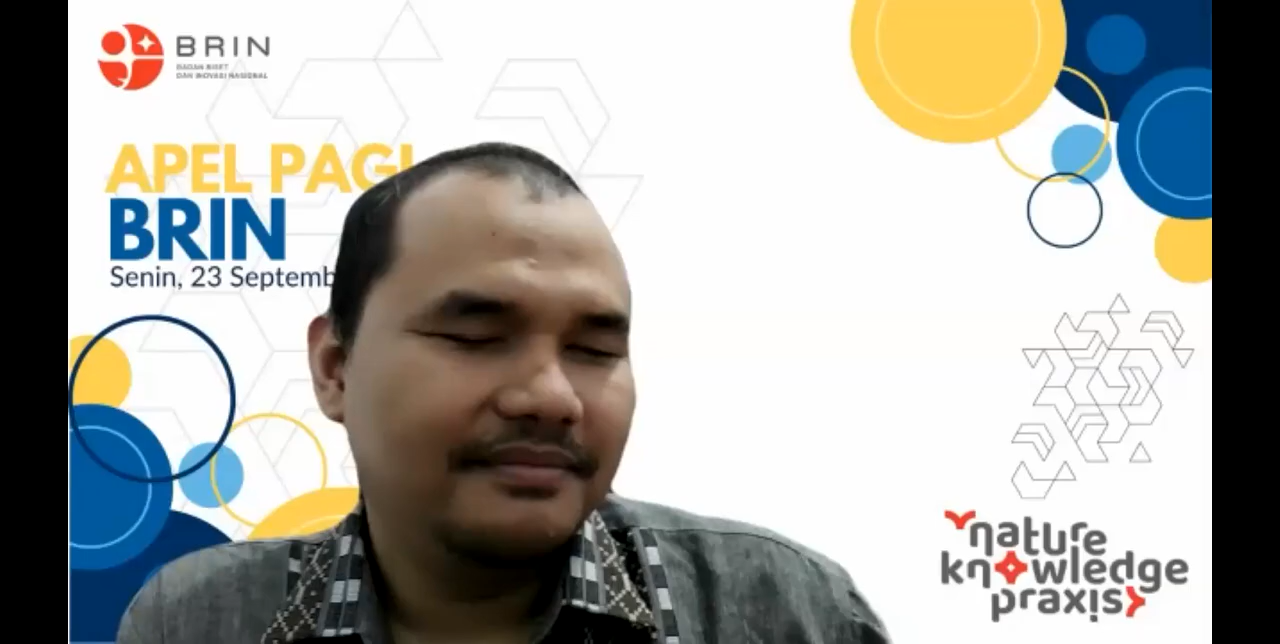 BRIN
BADAN RISET
DAN INOVASI NASIONAL
APEL PAGI
BRIN
Senin, 23 Septemb
nature
knowledge
praxis